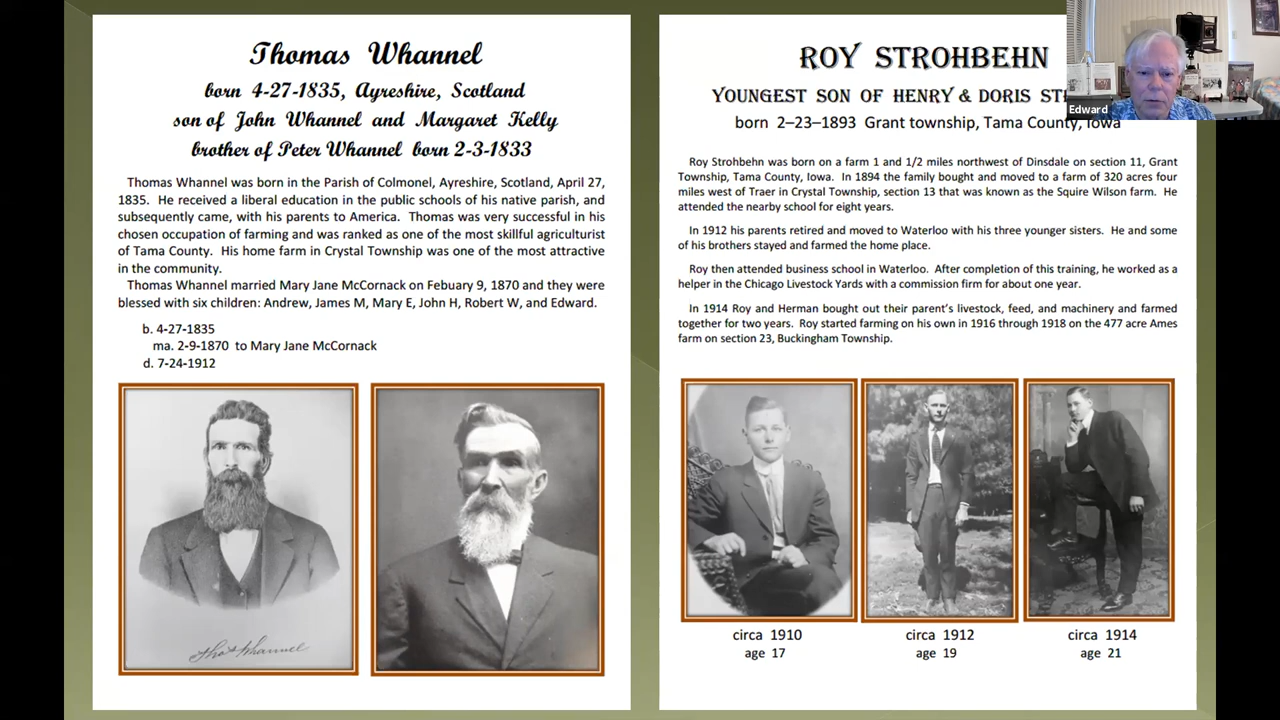 Thomas Whannel
born 4-27-1835, Ayreshire, Scotland
son of John Whannel and Margaret Kelly
brother of Peter Whannel born 2-3-1833
Thomas Whannel was born in the Parish of Colmonel, Ayreshire, Scotland, April 27,
1835. He received a liberal education in the public schools of his native parish, and
subsequently came, with his parents to America. Thomas was very successful in his
chosen occupation of farming and was ranked as one of the most skillful agriculturist
of Tama County. His home farm in Crystal Township was one of the most attractive
in the community.
Thomas Whannel married Mary Jane McCornack on Febuary 9, 1870 and they were
blessed with six children: Andrew, James M, Mary E, John H, Robert W, and Edward.
b. 4-27-1835
ma. 2-9-1870 to Mary Jane McCornack
d. 7-24-1912
Thos Whannel
ROY STROHBEHN
YOUNGEST SON OF HENRY & DORIS
born 2–23–1893 Grant township, Tama County, Iowa
Roy Strohbehn was born on a farm 1 and 1/2 miles northwest of Dinsdale on section 11, Grant
Township, Tama County, Iowa. In 1894 the family bought and moved to a farm of 320 acres four
miles west of Traer in Crystal Township, section 13 that was known as the Squire Wilson farm. He
attended the nearby school for eight years.
In 1912 his parents retired and moved to Waterloo with his three younger sisters. He and some
of his brothers stayed and farmed the home place.
Roy then attended business school in Waterloo. After completion of this training, he worked as a
helper in the Chicago Livestock Yards with a commission firm for about one year.
In 1914 Roy and Herman bought out their parent's livestock, feed, and machinery and farmed
together for two years. Roy started farming on his own in 1916 through 1918 on the 477 acre Ames
farm on section 23, Buckingham Township.
circa 1910
age 17
circa 1912
age 19
circa 1914
age 21
Edward